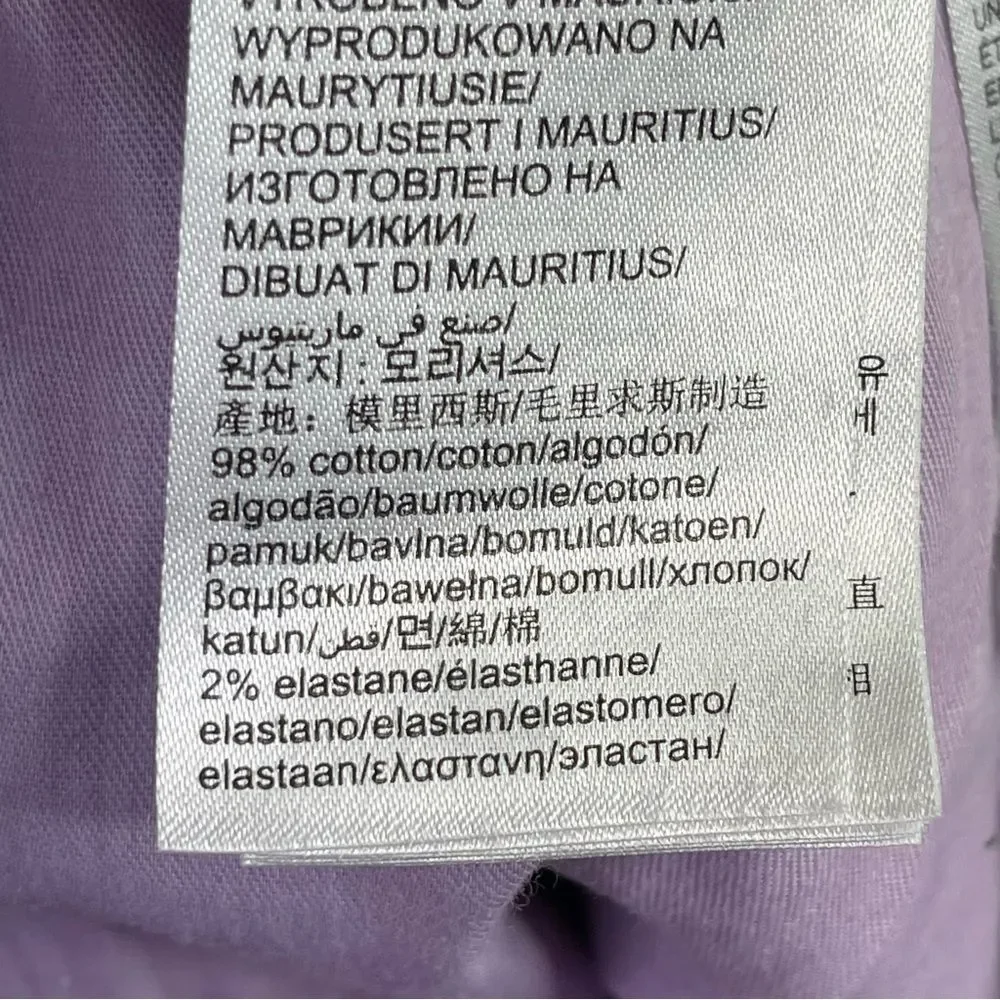 VYROBENO V MAURICIU/
WYPRODUKOWANO NA
MAURYTIUSIE/
PRODUSERT I MAURITIUS/
ИЗГОТОВЛЕНО НА
МАВРИКИИ/
DIBUAT DI MAURITIUS/
صنع في ماريتيوس/
원산지 : 모리셔스/
產地：模里西斯/毛里求斯制造
98% cotton/coton/algodón/
algodão/baumwolle/cotone/
pamuk/bavlna/bomuld/katoen/
βαμβακι/bawełna/bomull/хлопок/
katun/قطن/면/綿/棉
2% elastane/élasthanne/
elastano/elastan/elastomero/
elastaan/ελαστανη/эластан/